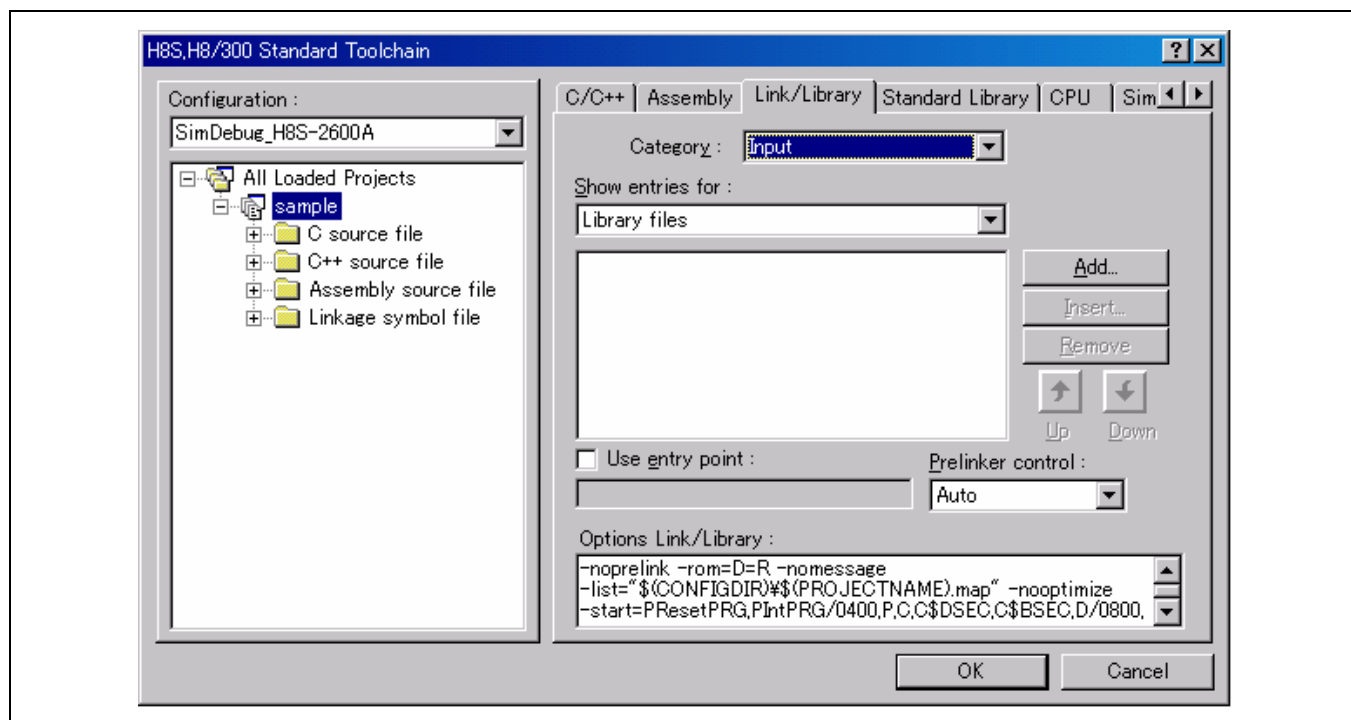 H8S,H8/300 Standard Toolchain
Configuration :
SimDebug_H8S-2600A
All Loaded Projects
sample
C source file
C++ source file
Assembly source file
Linkage symbol file
C/C++ Assembly Link/Library Standard Library CPU Sim
Category : Input
Show entries for :
Library files
Add...
Insert...
Remove
Up Down
Use entry point :
Prelinker control :
Auto
Options Link/Library :
-noprelink -rom=D=R -nomessage
-list="$(CONFIGDIR)¥$(PROJECTNAME).map" -nooptimize
-start=PResetPRG,PIntPRG/0400,P,C,C$DSEC,C$BSEC,D/0800,
OK Cancel